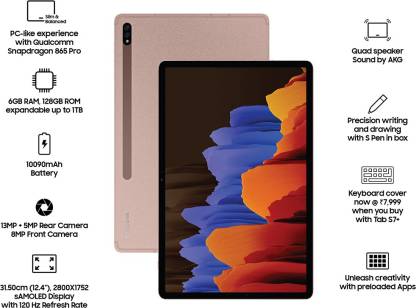 Slim &
Balanced
PC-like experience
with Qualcomm
Snapdragon 865 Pro
6GB RAM, 128GB ROM
expandable up to 1TB
10090mAh
Battery
13MP + 5MP Rear Camera
8MP Front Camera
31.50cm (12.4"), 2800X1752
sAMOLED Display
with 120 Hz Refresh Rate
Quad speaker
Sound by AKG
Precision writing
and drawing
with S Pen in box
Keyboard cover
now @ ₹7,999
when you buy
with Tab S7+
Unleash creativity
with preloaded Apps